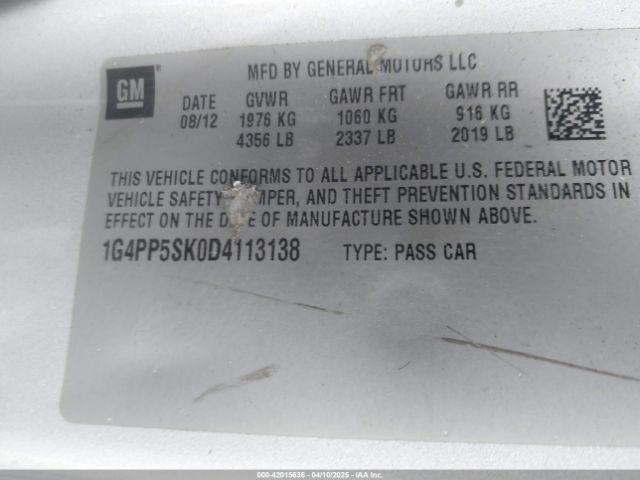 MFD BY GENERAL MOTORS LLC
GM
DATE GVWR GAWR FRT GAWR RR
08/12 1976 KG 1060 KG 916 KG
4356 LB 2337 LB 2019 LB
THIS VEHICLE CONFORMS TO ALL APPLICABLE U.S. FEDERAL MOTOR
VEHICLE SAFETY, BUMPER, AND THEFT PREVENTION STANDARDS IN
EFFECT ON THE DATE OF MANUFACTURE SHOWN ABOVE.
1G4PP5SK0D4113138 TYPE: PASS CAR
000-42015636 - 04/10/2025 - IAA Inc.